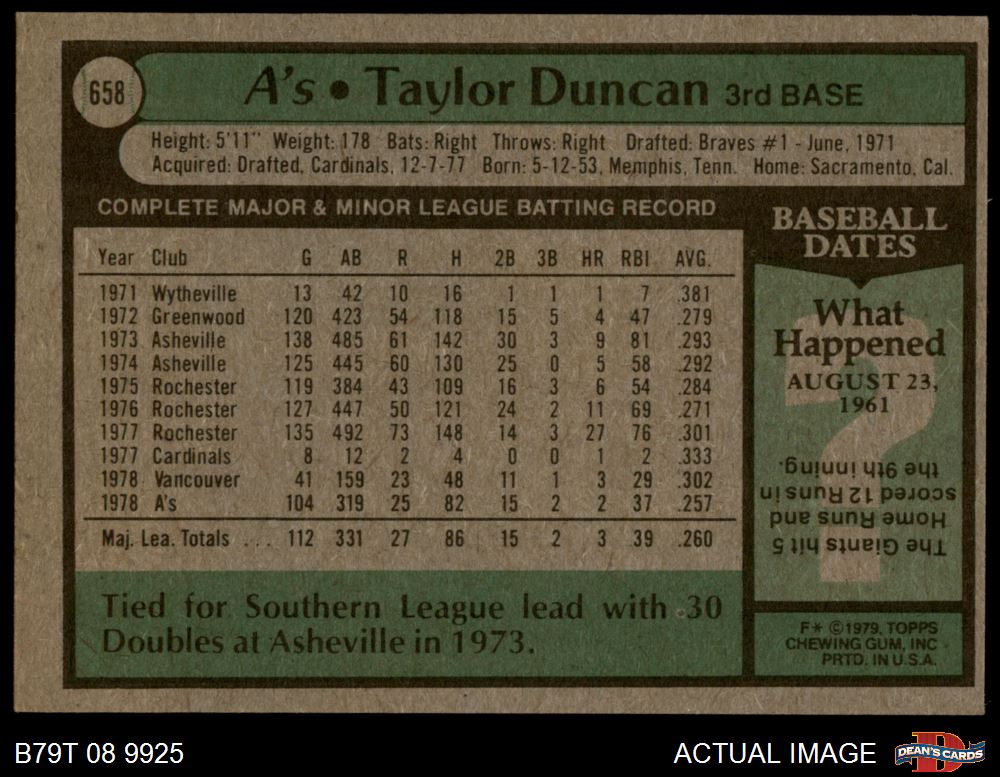 658
A's • Taylor Duncan 3rd BASE
Height: 5'11" Weight: 178 Bats: Right Throws: Right Drafted: Braves #1 - June, 1971
Acquired: Drafted, Cardinals, 12-7-77 Born: 5-12-53, Memphis, Tenn. Home: Sacramento, Cal.
COMPLETE MAJOR & MINOR LEAGUE BATTING RECORD
Year Club G AB R H 2B 3B HR RBI AVG.
1971 Wytheville 13 42 10 16 1 1 1 7 .381
1972 Greenwood 120 423 54 118 15 5 4 47 .279
1973 Asheville 138 485 61 142 30 3 9 81 .293
1974 Asheville 125 445 60 130 25 0 5 58 .292
1975 Rochester 119 384 43 109 16 3 6 54 .284
1976 Rochester 127 447 50 121 24 2 11 69 .271
1977 Rochester 135 492 73 148 14 3 27 76 .301
1977 Cardinals 8 12 2 4 0 0 1 2 .333
1978 Vancouver 41 159 23 48 11 1 3 29 .302
1978 A's 104 319 25 82 15 2 2 37 .257
Maj. Lea. Totals ... 112 331 27 86 15 2 3 39 .260
Tied for Southern League lead with 30
Doubles at Asheville in 1973.
BASEBALL
DATES
What
Happened
AUGUST 23,
1961
?
The Giants hit 5
Home Runs and
scored 12 Runs in
the 9th inning.
F* ©1979, TOPPS
CHEWING GUM, INC
PRTD. IN U.S.A.
B79T 08 9925
ACTUAL IMAGE
D
DEAN'S CARDS